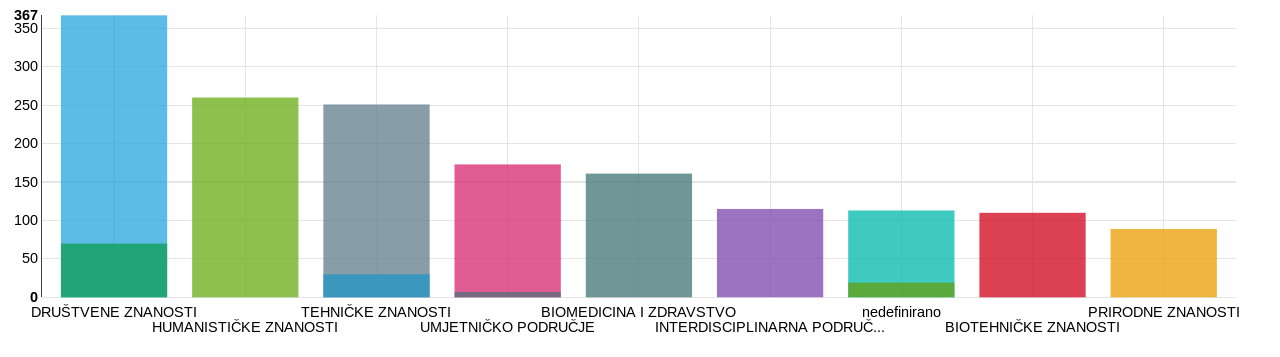 367
350
300
250
200
150
100
50
0
DRUŠTVENE ZNANOSTI
HUMANISTIČKE ZNANOSTI
TEHNIČKE ZNANOSTI
UMJETNIČKO PODRUČJE
BIOMEDICINA I ZDRAVSTVO
INTERDISCIPLINARNA PODRUČ...
nedefinirano
BIOTEHNIČKE ZNANOSTI
PRIRODNE ZNANOSTI